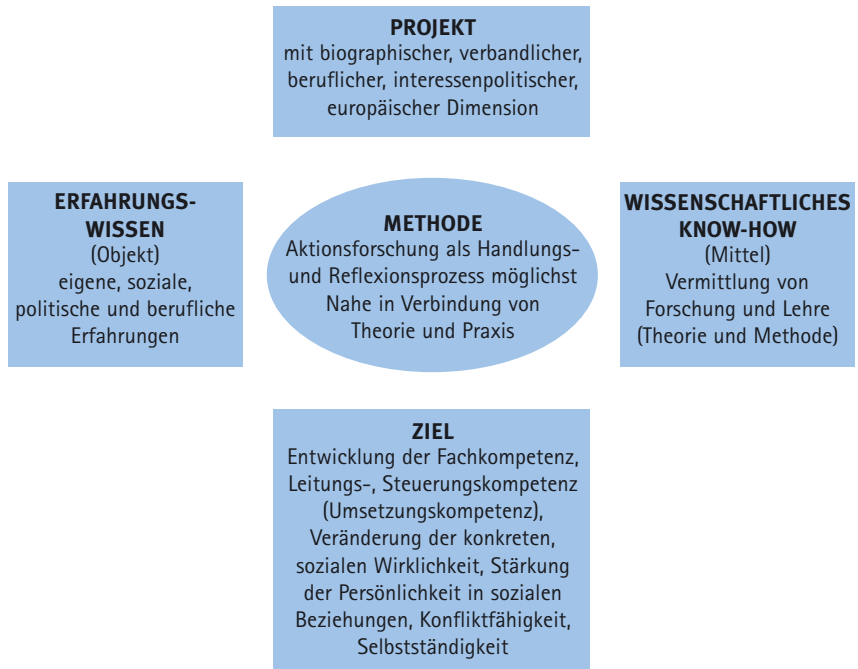 PROJEKT
mit biographischer, verbandlicher,
beruflicher, interessenpolitischer,
europäischer Dimension
ERFAHRUNGS-
WISSEN
(Objekt)
eigene, soziale,
politische und berufliche
Erfahrungen
METHODE
Aktionsforschung als Handlungs-
und Reflexionsprozess möglichst
Nahe in Verbindung von
Theorie und Praxis
WISSENSCHAFTLICHES
KNOW-HOW
(Mittel)
Vermittlung von
Forschung und Lehre
(Theorie und Methode)
ZIEL
Entwicklung der Fachkompetenz,
Leitungs-, Steuerungskompetenz
(Umsetzungskompetenz),
Veränderung der konkreten,
sozialen Wirklichkeit, Stärkung
der Persönlichkeit in sozialen
Beziehungen, Konfliktfähigkeit,
Selbstständigkeit